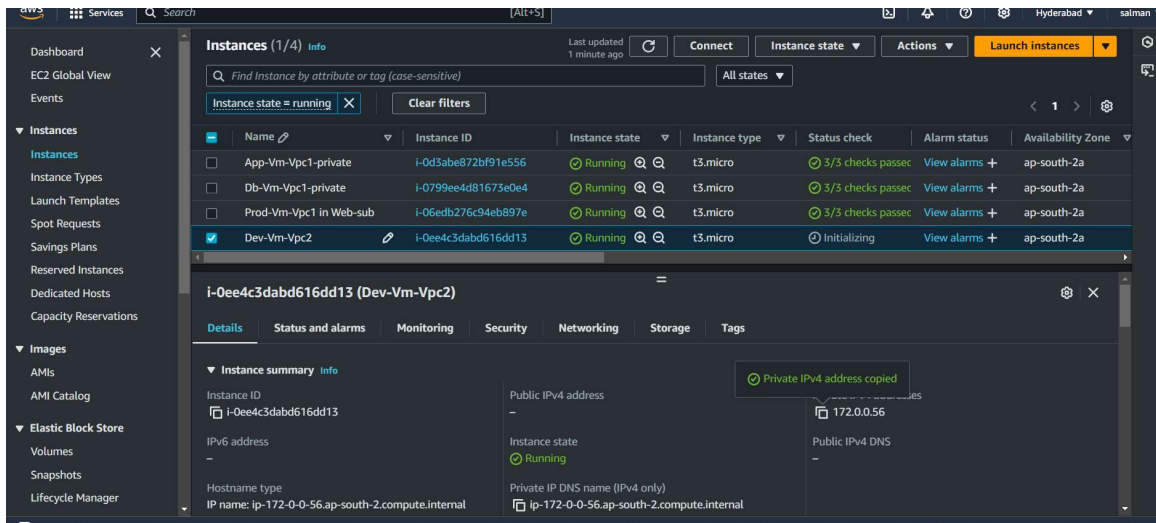 aws Services Search [Alt+S] Hyderabad salman
Dashboard
EC2 Global View
Events
Instances
Instances
Instance Types
Launch Templates
Spot Requests
Savings Plans
Reserved Instances
Dedicated Hosts
Capacity Reservations
Images
AMIs
AMI Catalog
Elastic Block Store
Volumes
Snapshots
Lifecycle Manager
Instances (1/4) Info Last updated 1 minute ago Connect Instance state Actions Launch instances
Find Instance by attribute or tag (case-sensitive) All states
Instance state = running Clear filters 1
Name Instance ID Instance state Instance type Status check Alarm status Availability Zone
App-Vm-Vpc1-private i-0d3abe872bf91e556 Running t3.micro 3/3 checks passec View alarms + ap-south-2a
Db-Vm-Vpc1-private i-0799ee4d81673e0e4 Running t3.micro 3/3 checks passec View alarms + ap-south-2a
Prod-Vm-Vpc1 in Web-sub i-06edb276c94eb897e Running t3.micro 3/3 checks passec View alarms + ap-south-2a
Dev-Vm-Vpc2 i-0ee4c3dabd616dd13 Running t3.micro Initializing View alarms + ap-south-2a
i-0ee4c3dabd616dd13 (Dev-Vm-Vpc2)
Details Status and alarms Monitoring Security Networking Storage Tags
Instance summary Info
Private IPv4 address copied
Instance ID Public IPv4 address
i-0ee4c3dabd616dd13 – 172.0.0.56
IPv6 address Instance state Public IPv4 DNS
– Running –
Hostname type Private IP DNS name (IPv4 only)
IP name: ip-172-0-0-56.ap-south-2.compute.internal ip-172-0-0-56.ap-south-2.compute.internal